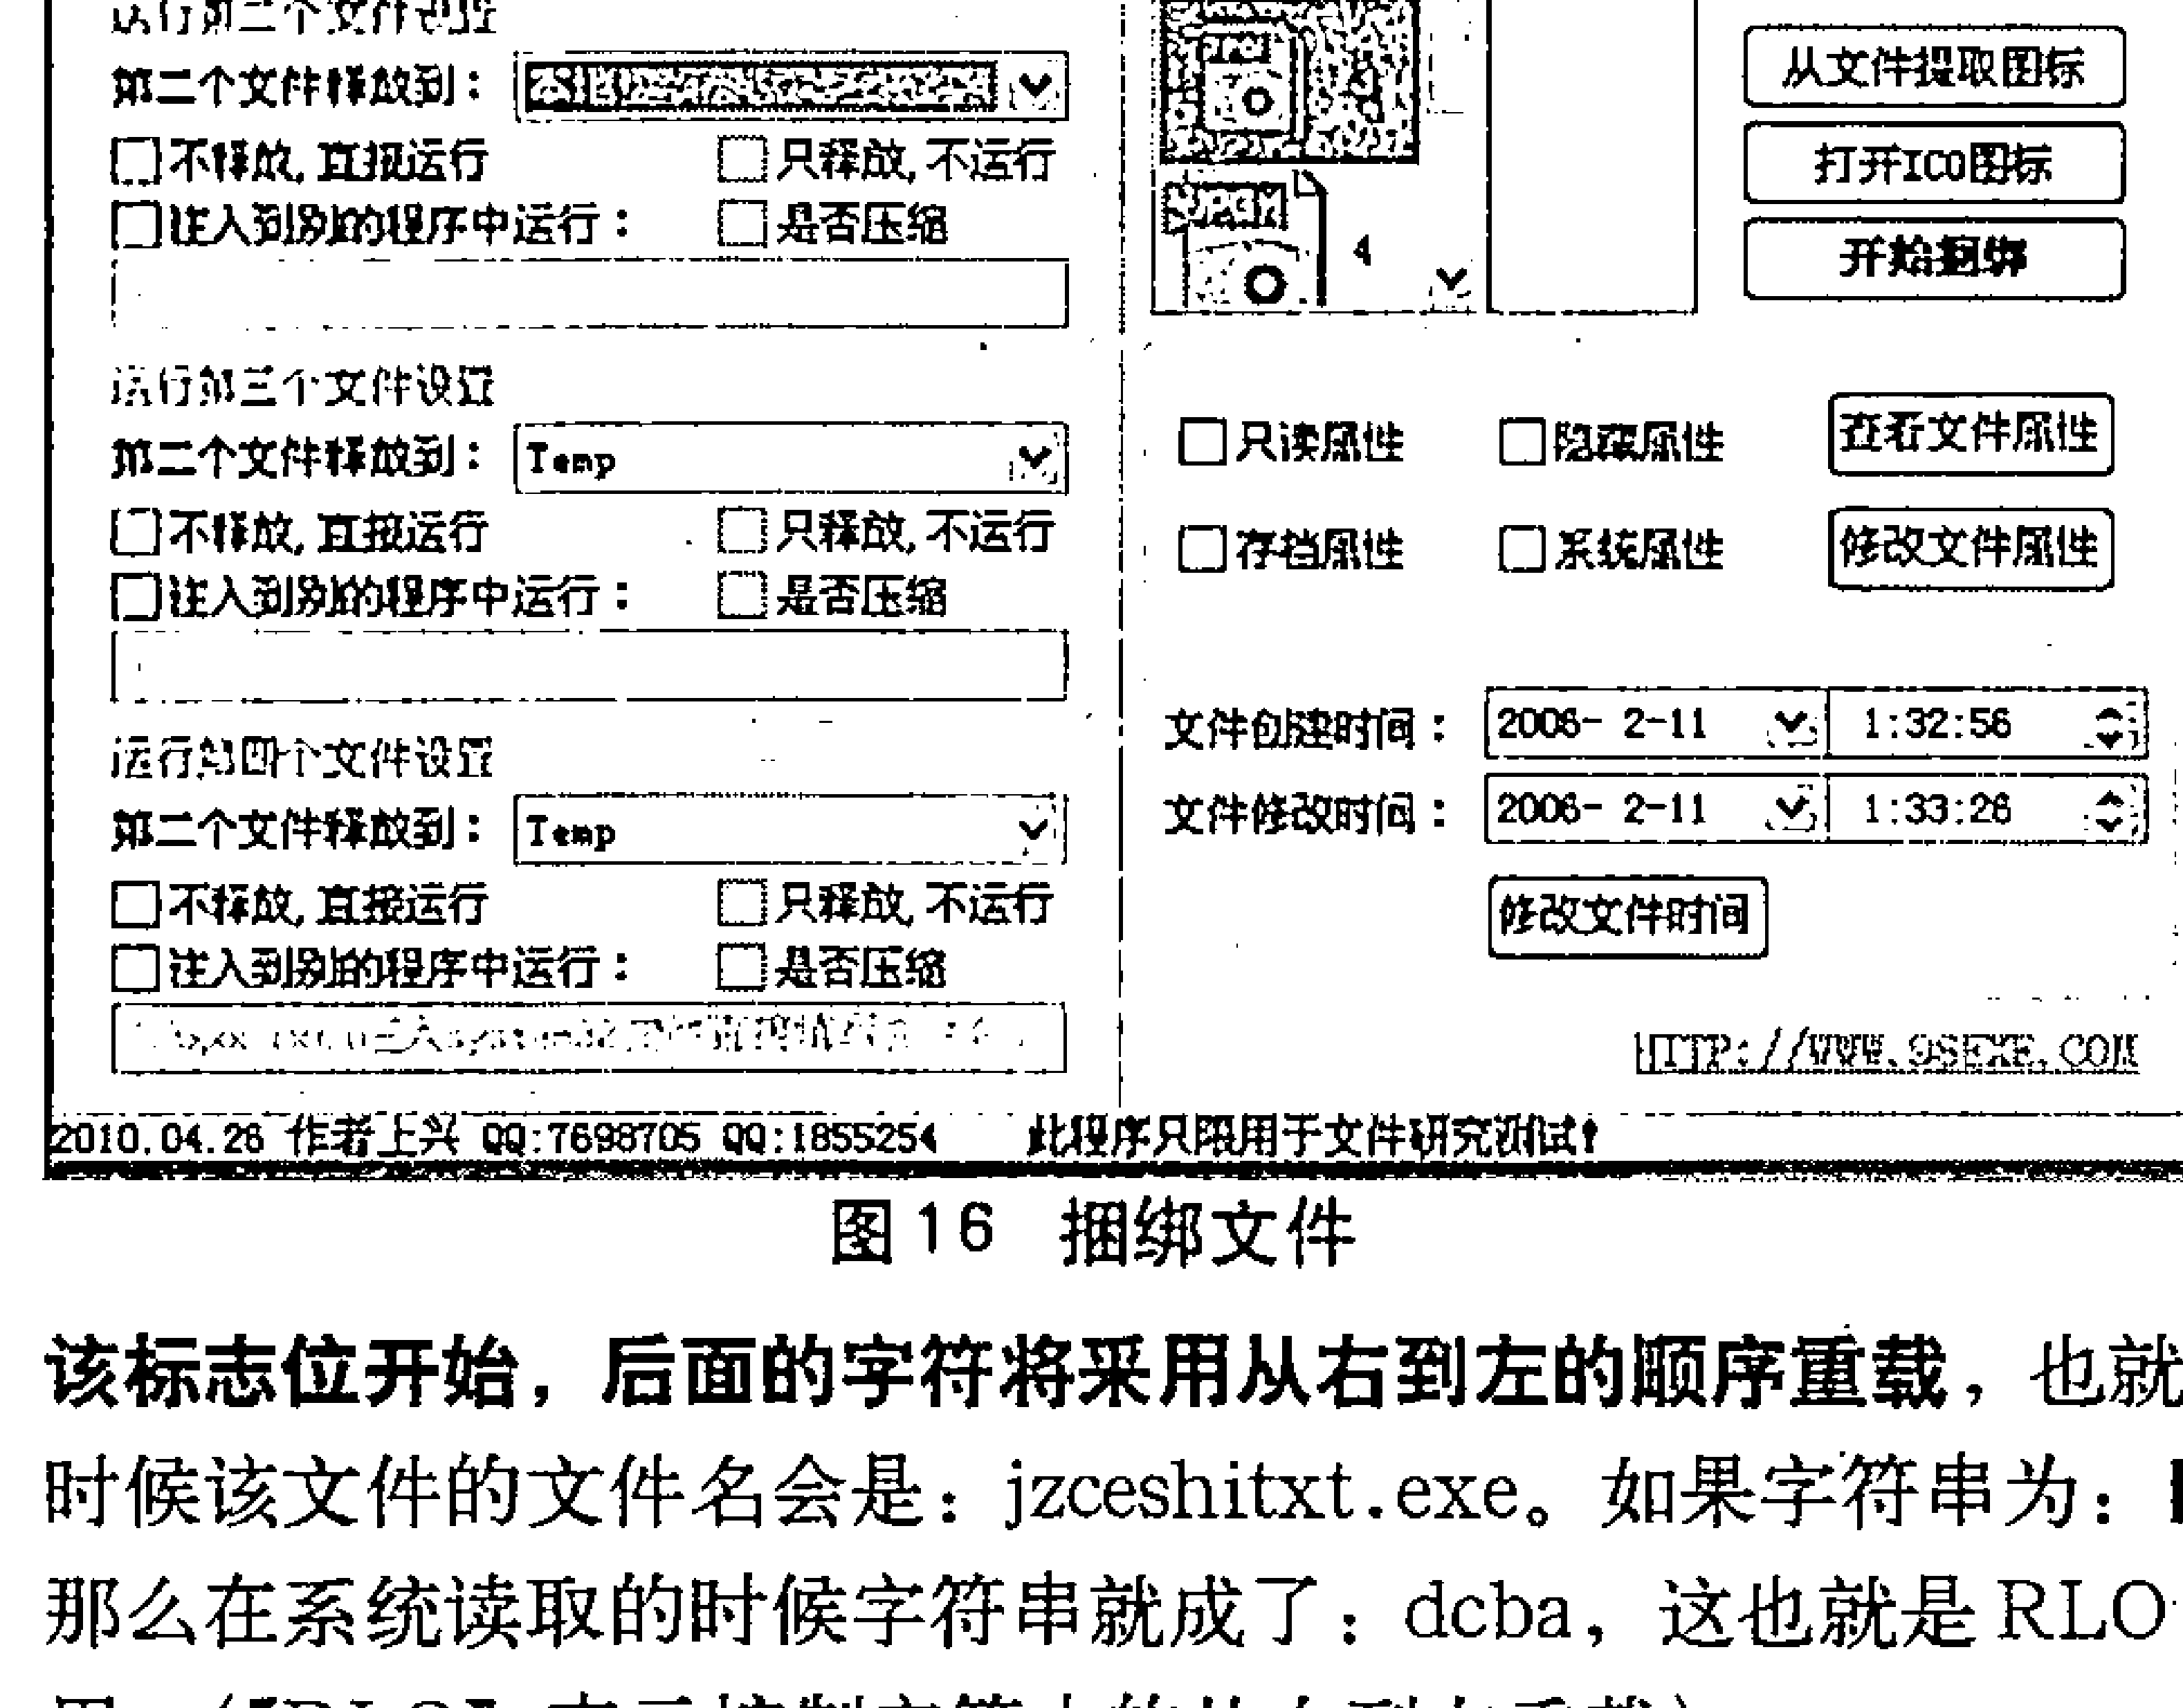 第二个文件释放到：
不释放,直接运行 只释放,不运行
注入到别的程序中运行： 是否压缩
从文件提取图标
打开ICO图标
开始捆绑
4
运行第三个文件设置
第二个文件释放到： Temp
不释放,直接运行 只释放,不运行
注入到别的程序中运行： 是否压缩
只读属性 隐藏属性 查看文件属性
存档属性 系统属性 修改文件属性
运行第四个文件设置
第二个文件释放到： Temp
不释放,直接运行 只释放,不运行
注入到别的程序中运行： 是否压缩
文件创建时间： 2006- 2-11 1:32:56
文件修改时间： 2006- 2-11 1:33:26
修改文件时间
HTTP://WWW.9SEXE.COM
2010.04.26 作者上兴 QQ:7698705 QQ:1855254 此程序只限用于文件研究测试!
图16 捆绑文件
该标志位开始，后面的字符将采用从右到左的顺序重载，也就
时候该文件的文件名会是：jzceshitxt.exe。如果字符串为：
那么在系统读取的时候字符串就成了：dcba，这也就是RLO